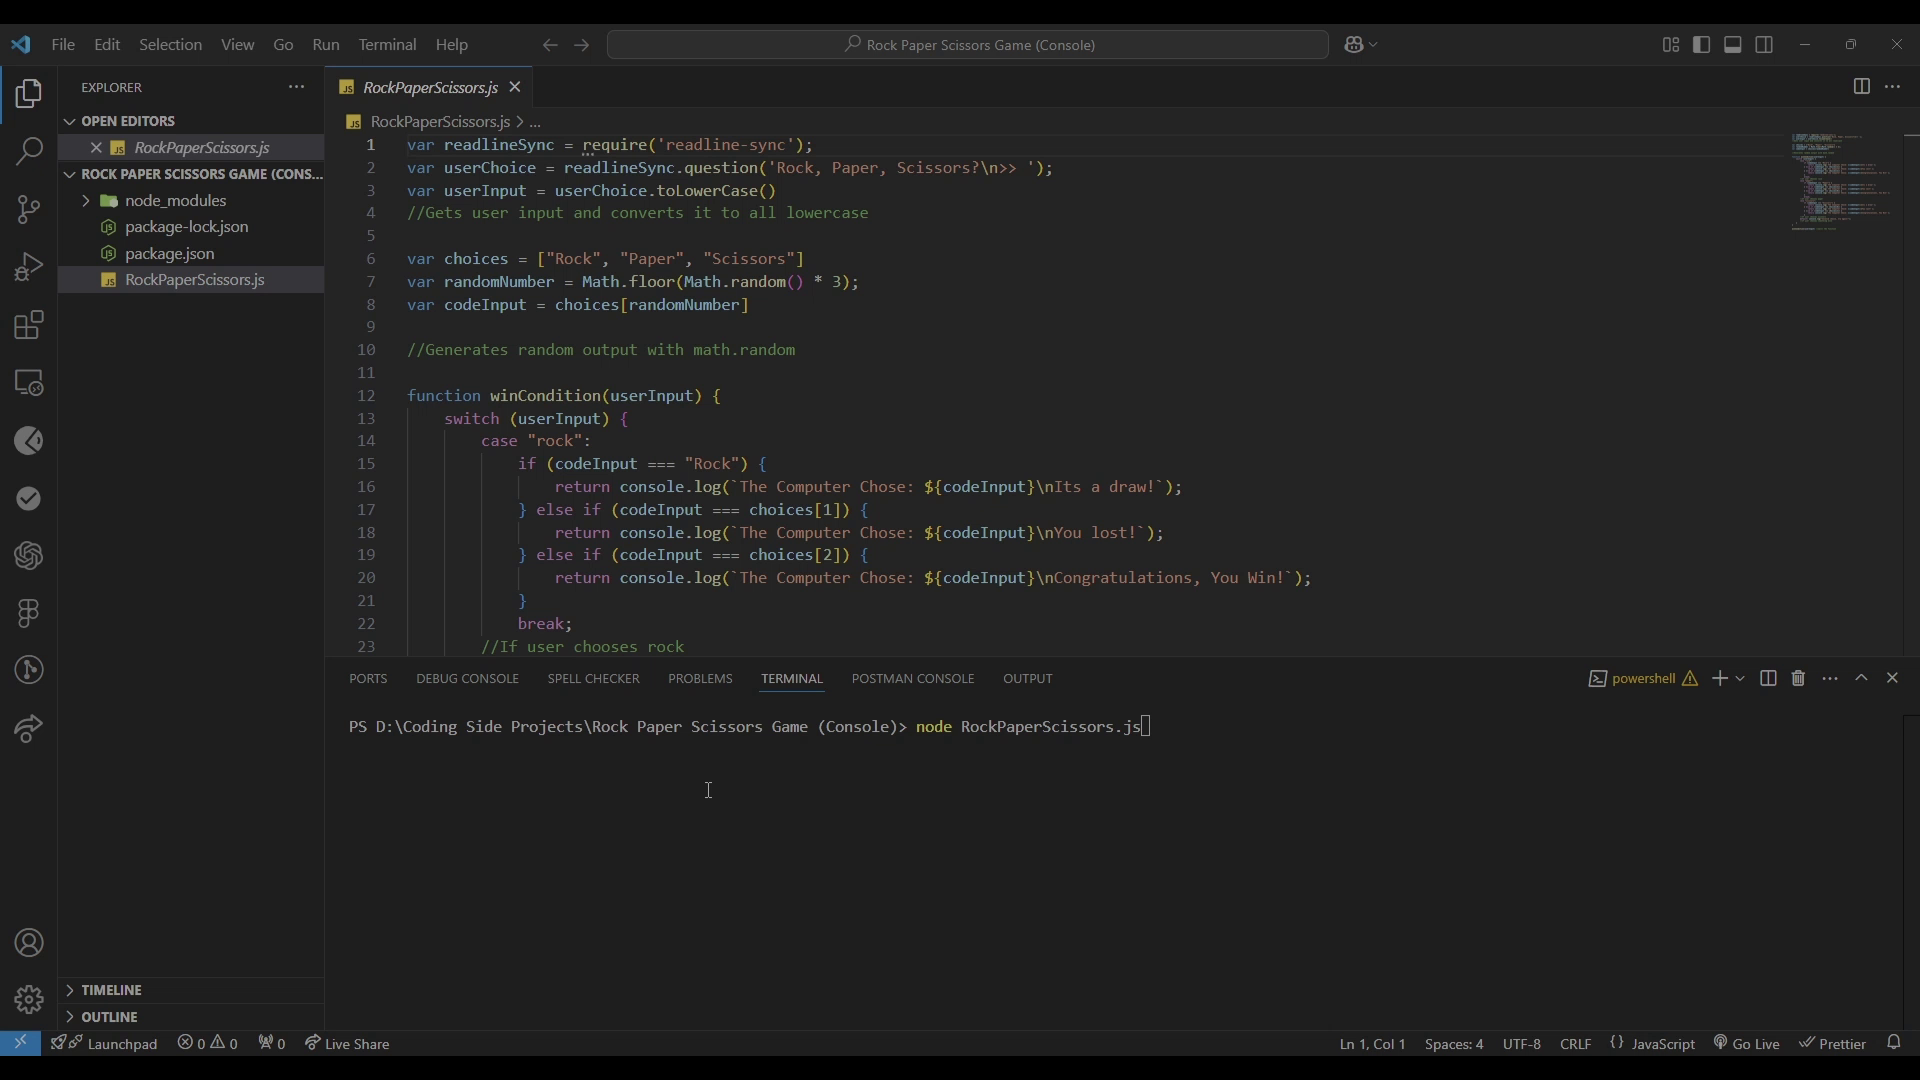 File Edit Selection View Go Run Terminal Help
Rock Paper Scissors Game (Console)
EXPLORER
OPEN EDITORS
RockPaperScissors.js
ROCK PAPER SCISSORS GAME (CONS...
node_modules
package-lock.json
package.json
RockPaperScissors.js
TIMELINE
OUTLINE
RockPaperScissors.js
RockPaperScissors.js > ...
1 var readlineSync = require('readline-sync');
2 var userChoice = readlineSync.question('Rock, Paper, Scissors?\n>> ');
3 var userInput = userChoice.toLowerCase()
4 //Gets user input and converts it to all lowercase
5
6 var choices = ["Rock", "Paper", "Scissors"]
7 var randomNumber = Math.floor(Math.random() * 3);
8 var codeInput = choices[randomNumber]
9
10 //Generates random output with math.random
11
12 function winCondition(userInput) {
13 switch (userInput) {
14 case "rock":
15 if (codeInput === "Rock") {
16 return console.log(`The Computer Chose: ${codeInput}\nIts a draw!`);
17 } else if (codeInput === choices[1]) {
18 return console.log(`The Computer Chose: ${codeInput}\nYou lost!`);
19 } else if (codeInput === choices[2]) {
20 return console.log(`The Computer Chose: ${codeInput}\nCongratulations, You Win!`);
21 }
22 break;
23 //If user chooses rock
PORTS DEBUG CONSOLE SPELL CHECKER PROBLEMS TERMINAL POSTMAN CONSOLE OUTPUT
powershell
PS D:\Coding Side Projects\Rock Paper Scissors Game (Console)> node RockPaperScissors.js
Launchpad 0 0 0 Live Share
Ln 1, Col 1 Spaces: 4 UTF-8 CRLF {} JavaScript Go Live Prettier